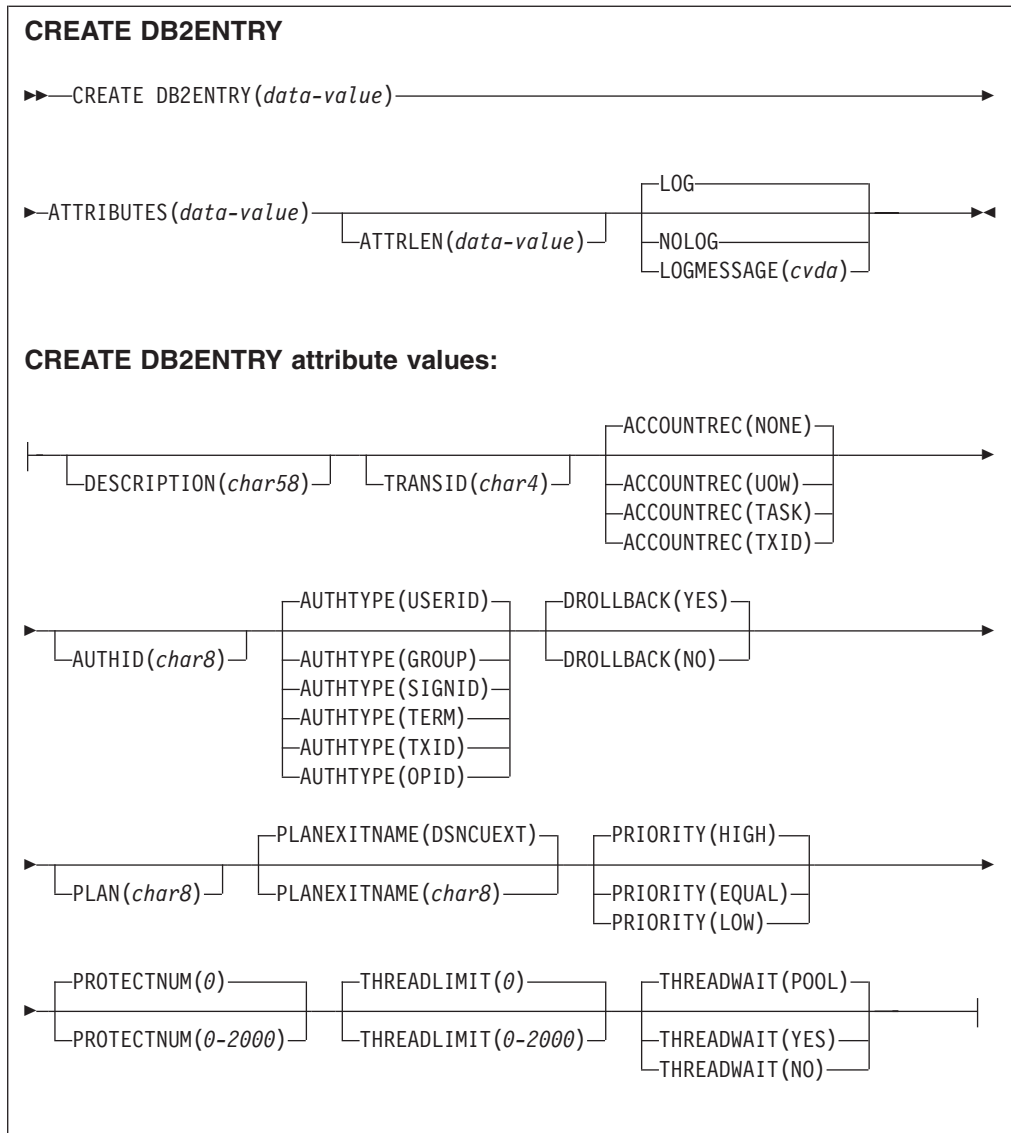 CREATE DB2ENTRY
CREATE DB2ENTRY(data-value)
LOG
ATTRIBUTES(data-value)
ATTRLEN(data-value)
NOLOG
LOGMESSAGE(cvda)
CREATE DB2ENTRY attribute values:
ACCOUNTREC(NONE)
DESCRIPTION(char58)
TRANSID(char4)
ACCOUNTREC(UOW)
ACCOUNTREC(TASK)
ACCOUNTREC(TXID)
AUTHTYPE(USERID)
DROLLBACK(YES)
AUTHID(char8)
AUTHTYPE(GROUP)
DROLLBACK(NO)
AUTHTYPE(SIGNID)
AUTHTYPE(TERM)
AUTHTYPE(TXID)
AUTHTYPE(OPID)
PLANEXITNAME(DSNCUEXT)
PRIORITY(HIGH)
PLAN(char8)
PLANEXITNAME(char8)
PRIORITY(EQUAL)
PRIORITY(LOW)
PROTECTNUM(0)
THREADLIMIT(0)
THREADWAIT(POOL)
PROTECTNUM(0-2000)
THREADLIMIT(0-2000)
THREADWAIT(YES)
THREADWAIT(NO)